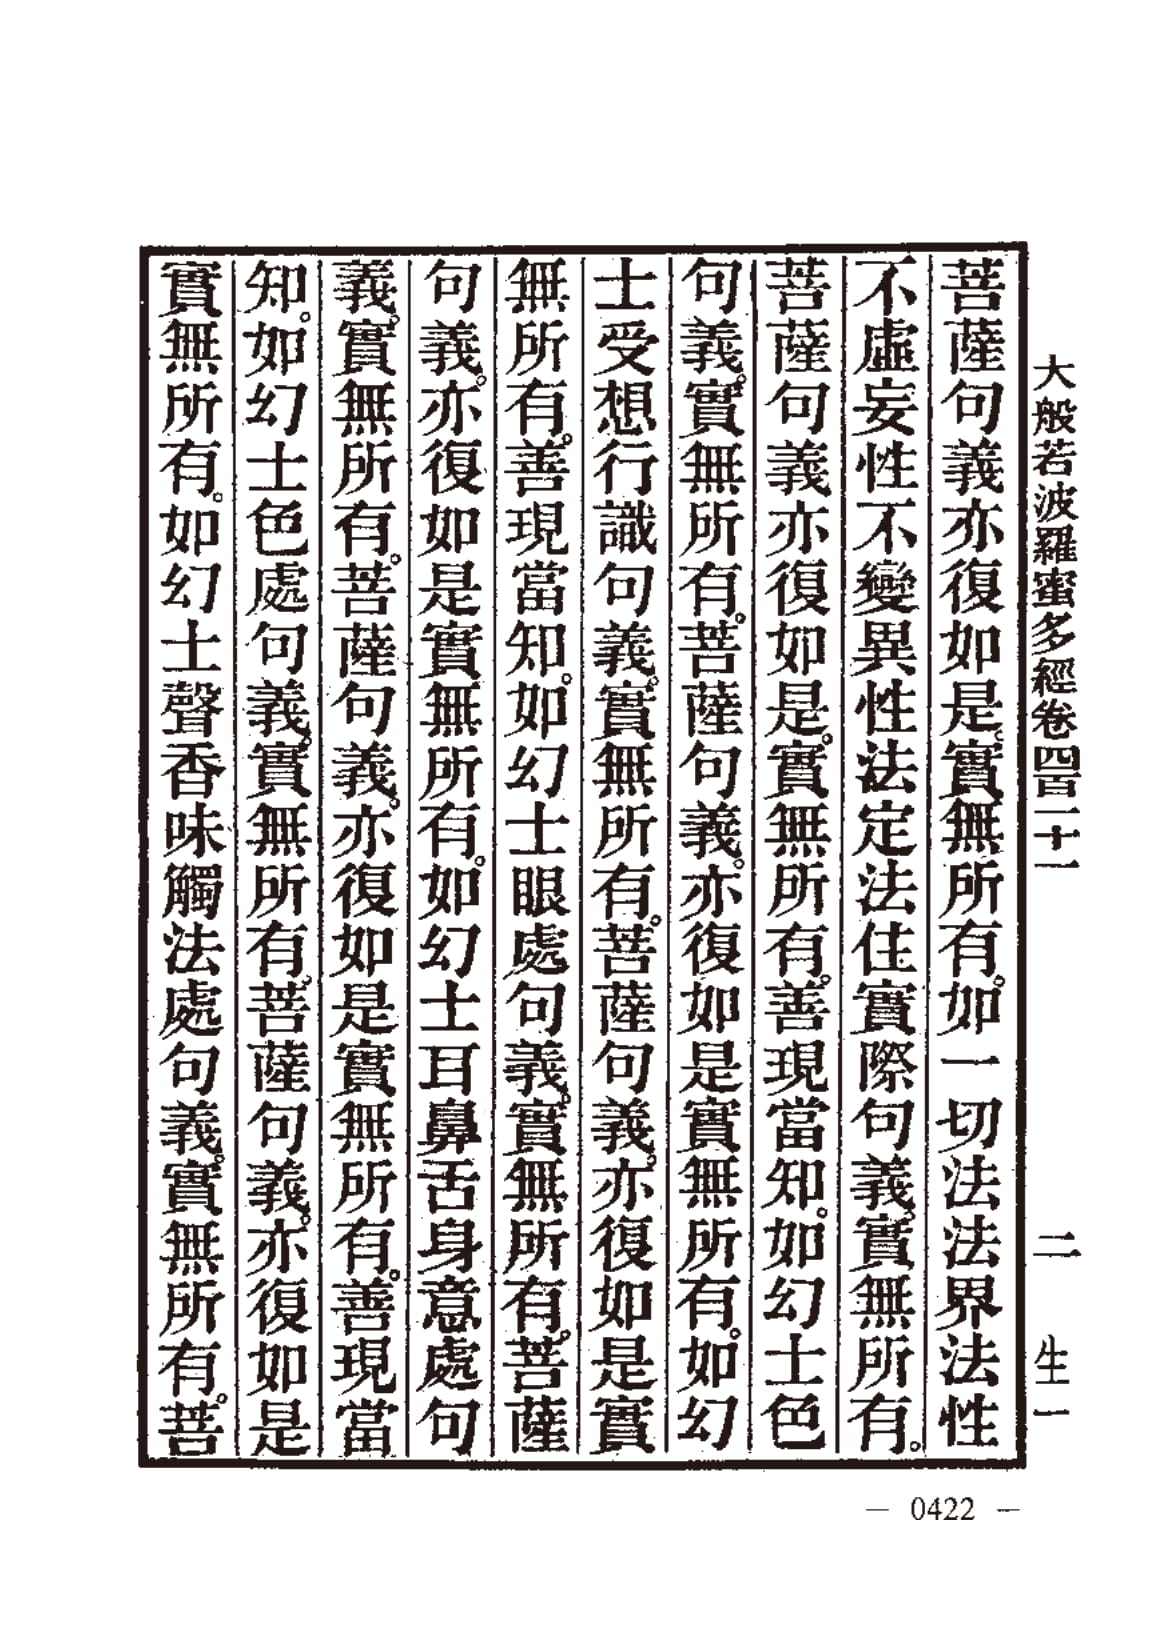 大般若波羅蜜多經卷四百二十一　二　生一
菩薩句義亦復如是。實無所有。如一切法法界法性
不虛妄性不變異性法定法住實際句義。實無所有。
菩薩句義亦復如是。實無所有。善現當知。如幻士色
句義。實無所有。菩薩句義。亦復如是實無所有。如幻
士受想行識句義。實無所有。菩薩句義。亦復如是實
無所有。善現當知。如幻士眼處句義。實無所有。菩薩
句義。亦復如是實無所有。如幻士耳鼻舌身意處句
義。實無所有。菩薩句義。亦復如是實無所有。善現當
知。如幻士色處句義。實無所有。菩薩句義。亦復如是
實無所有。如幻士聲香味觸法處句義。實無所有。菩
— 0422 —